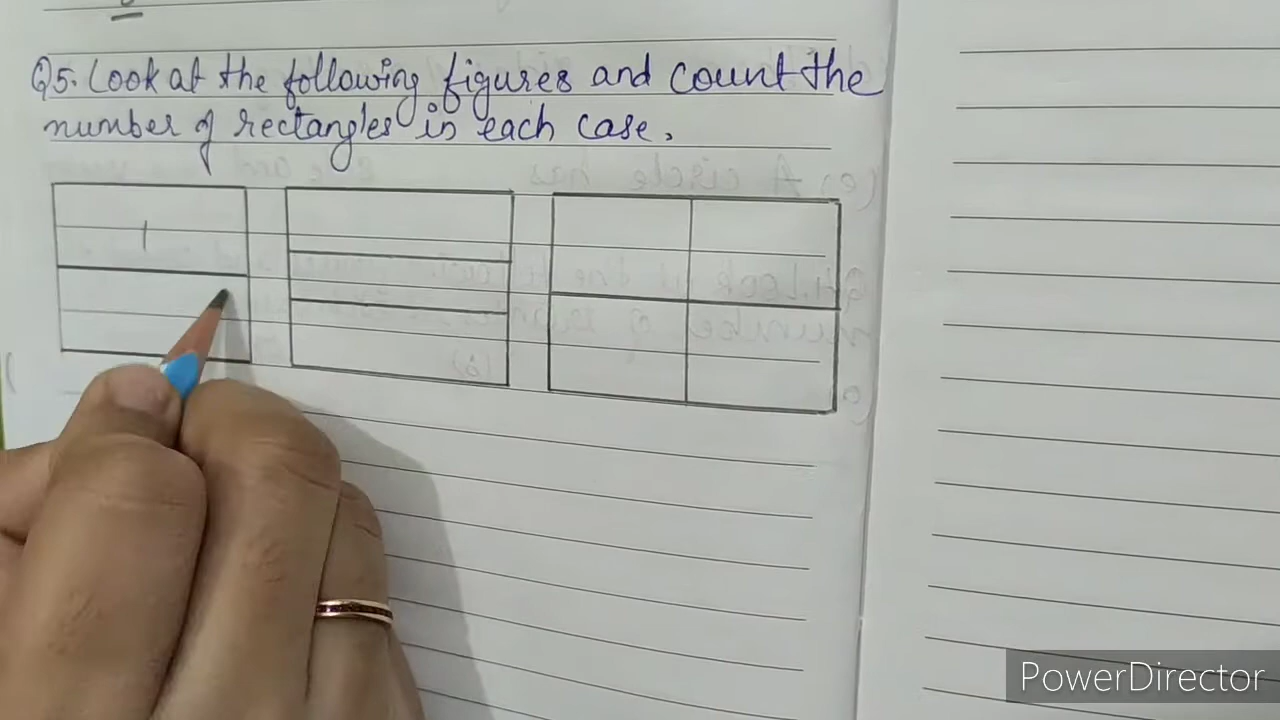 Q5. Look at the following figures and count the
number of rectangles in each case.
1
PowerDirector